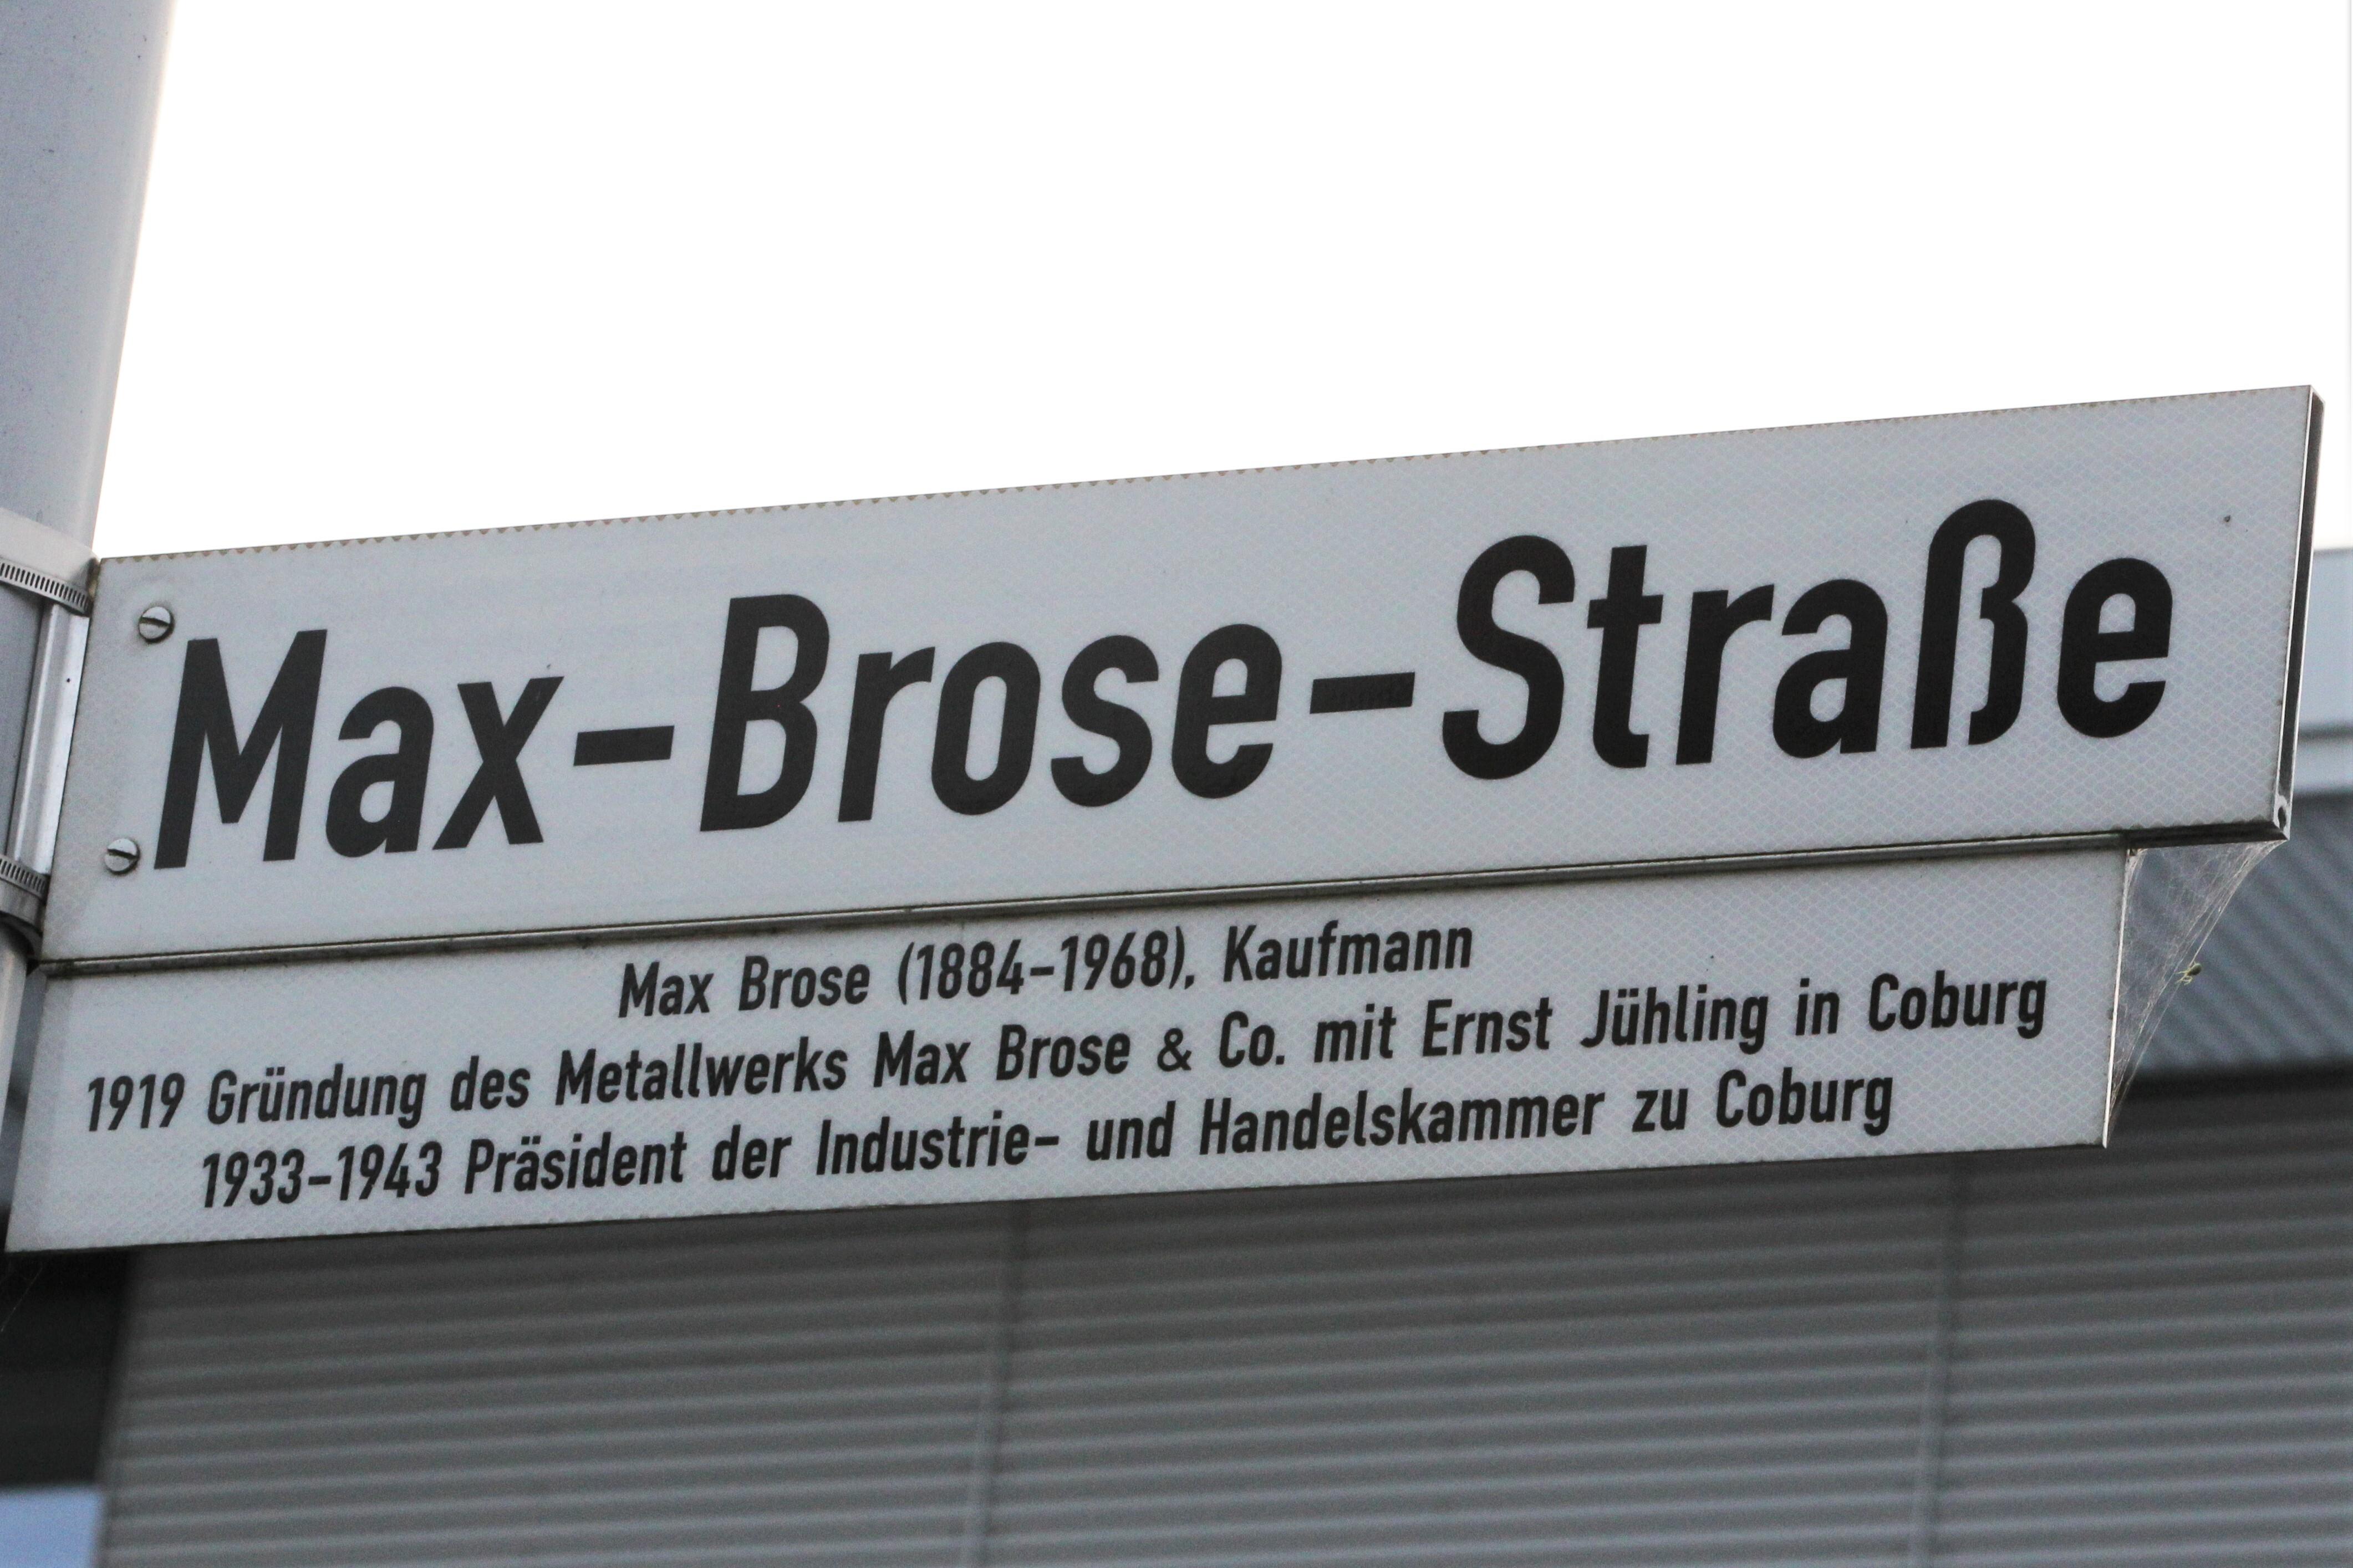 Max-Brose-Straße
Max Brose (1884-1968), Kaufmann
1919 Gründung des Metallwerks Max Brose & Co. mit Ernst Jühling in Coburg
1933-1943 Präsident der Industrie- und Handelskammer zu Coburg